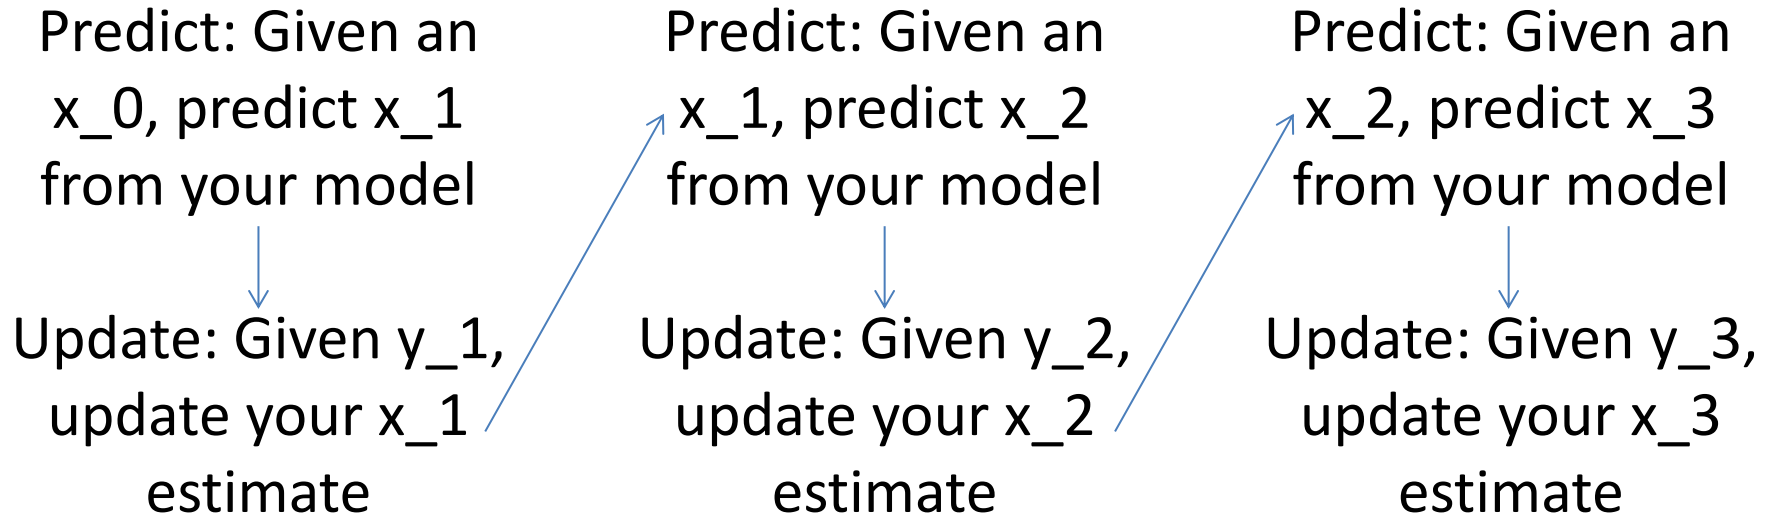 Predict: Given an
x_0, predict x_1
from your model
Update: Given y_1,
update your x_1
estimate
Predict: Given an
x_1, predict x_2
from your model
Update: Given y_2,
update your x_2
estimate
Predict: Given an
x_2, predict x_3
from your model
Update: Given y_3,
update your x_3
estimate